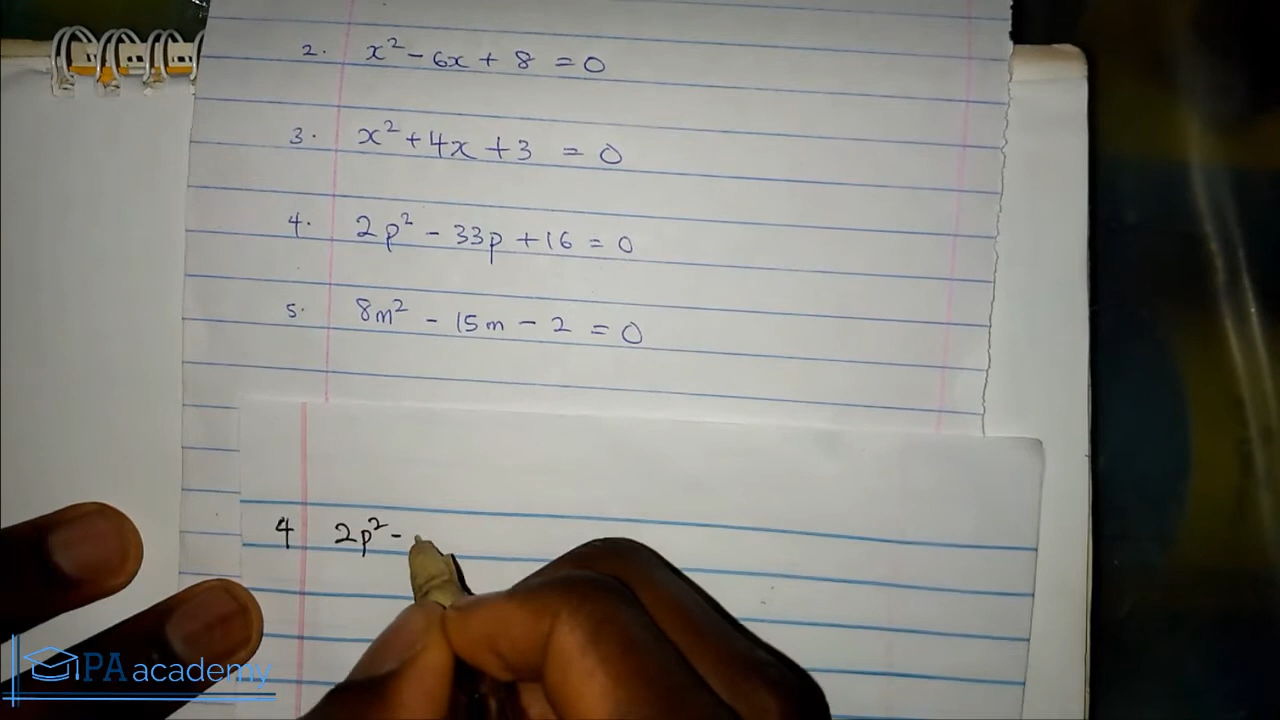 2. x² - 6x + 8 = 0
3. x² + 4x + 3 = 0
4. 2p² - 33p + 16 = 0
5. 8m² - 15m - 2 = 0
4 2p² -
PA academy